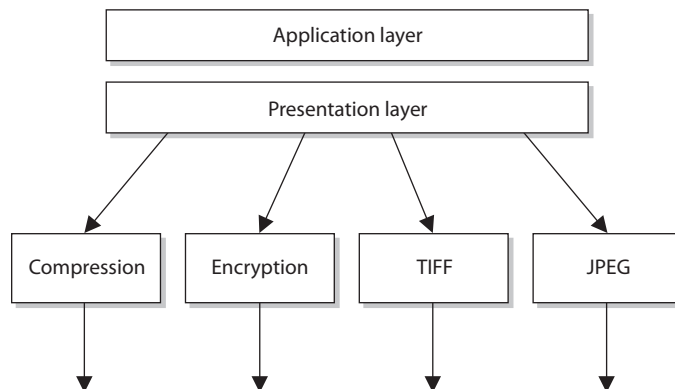 Application layer
Presentation layer
Compression
Encryption
TIFF
JPEG